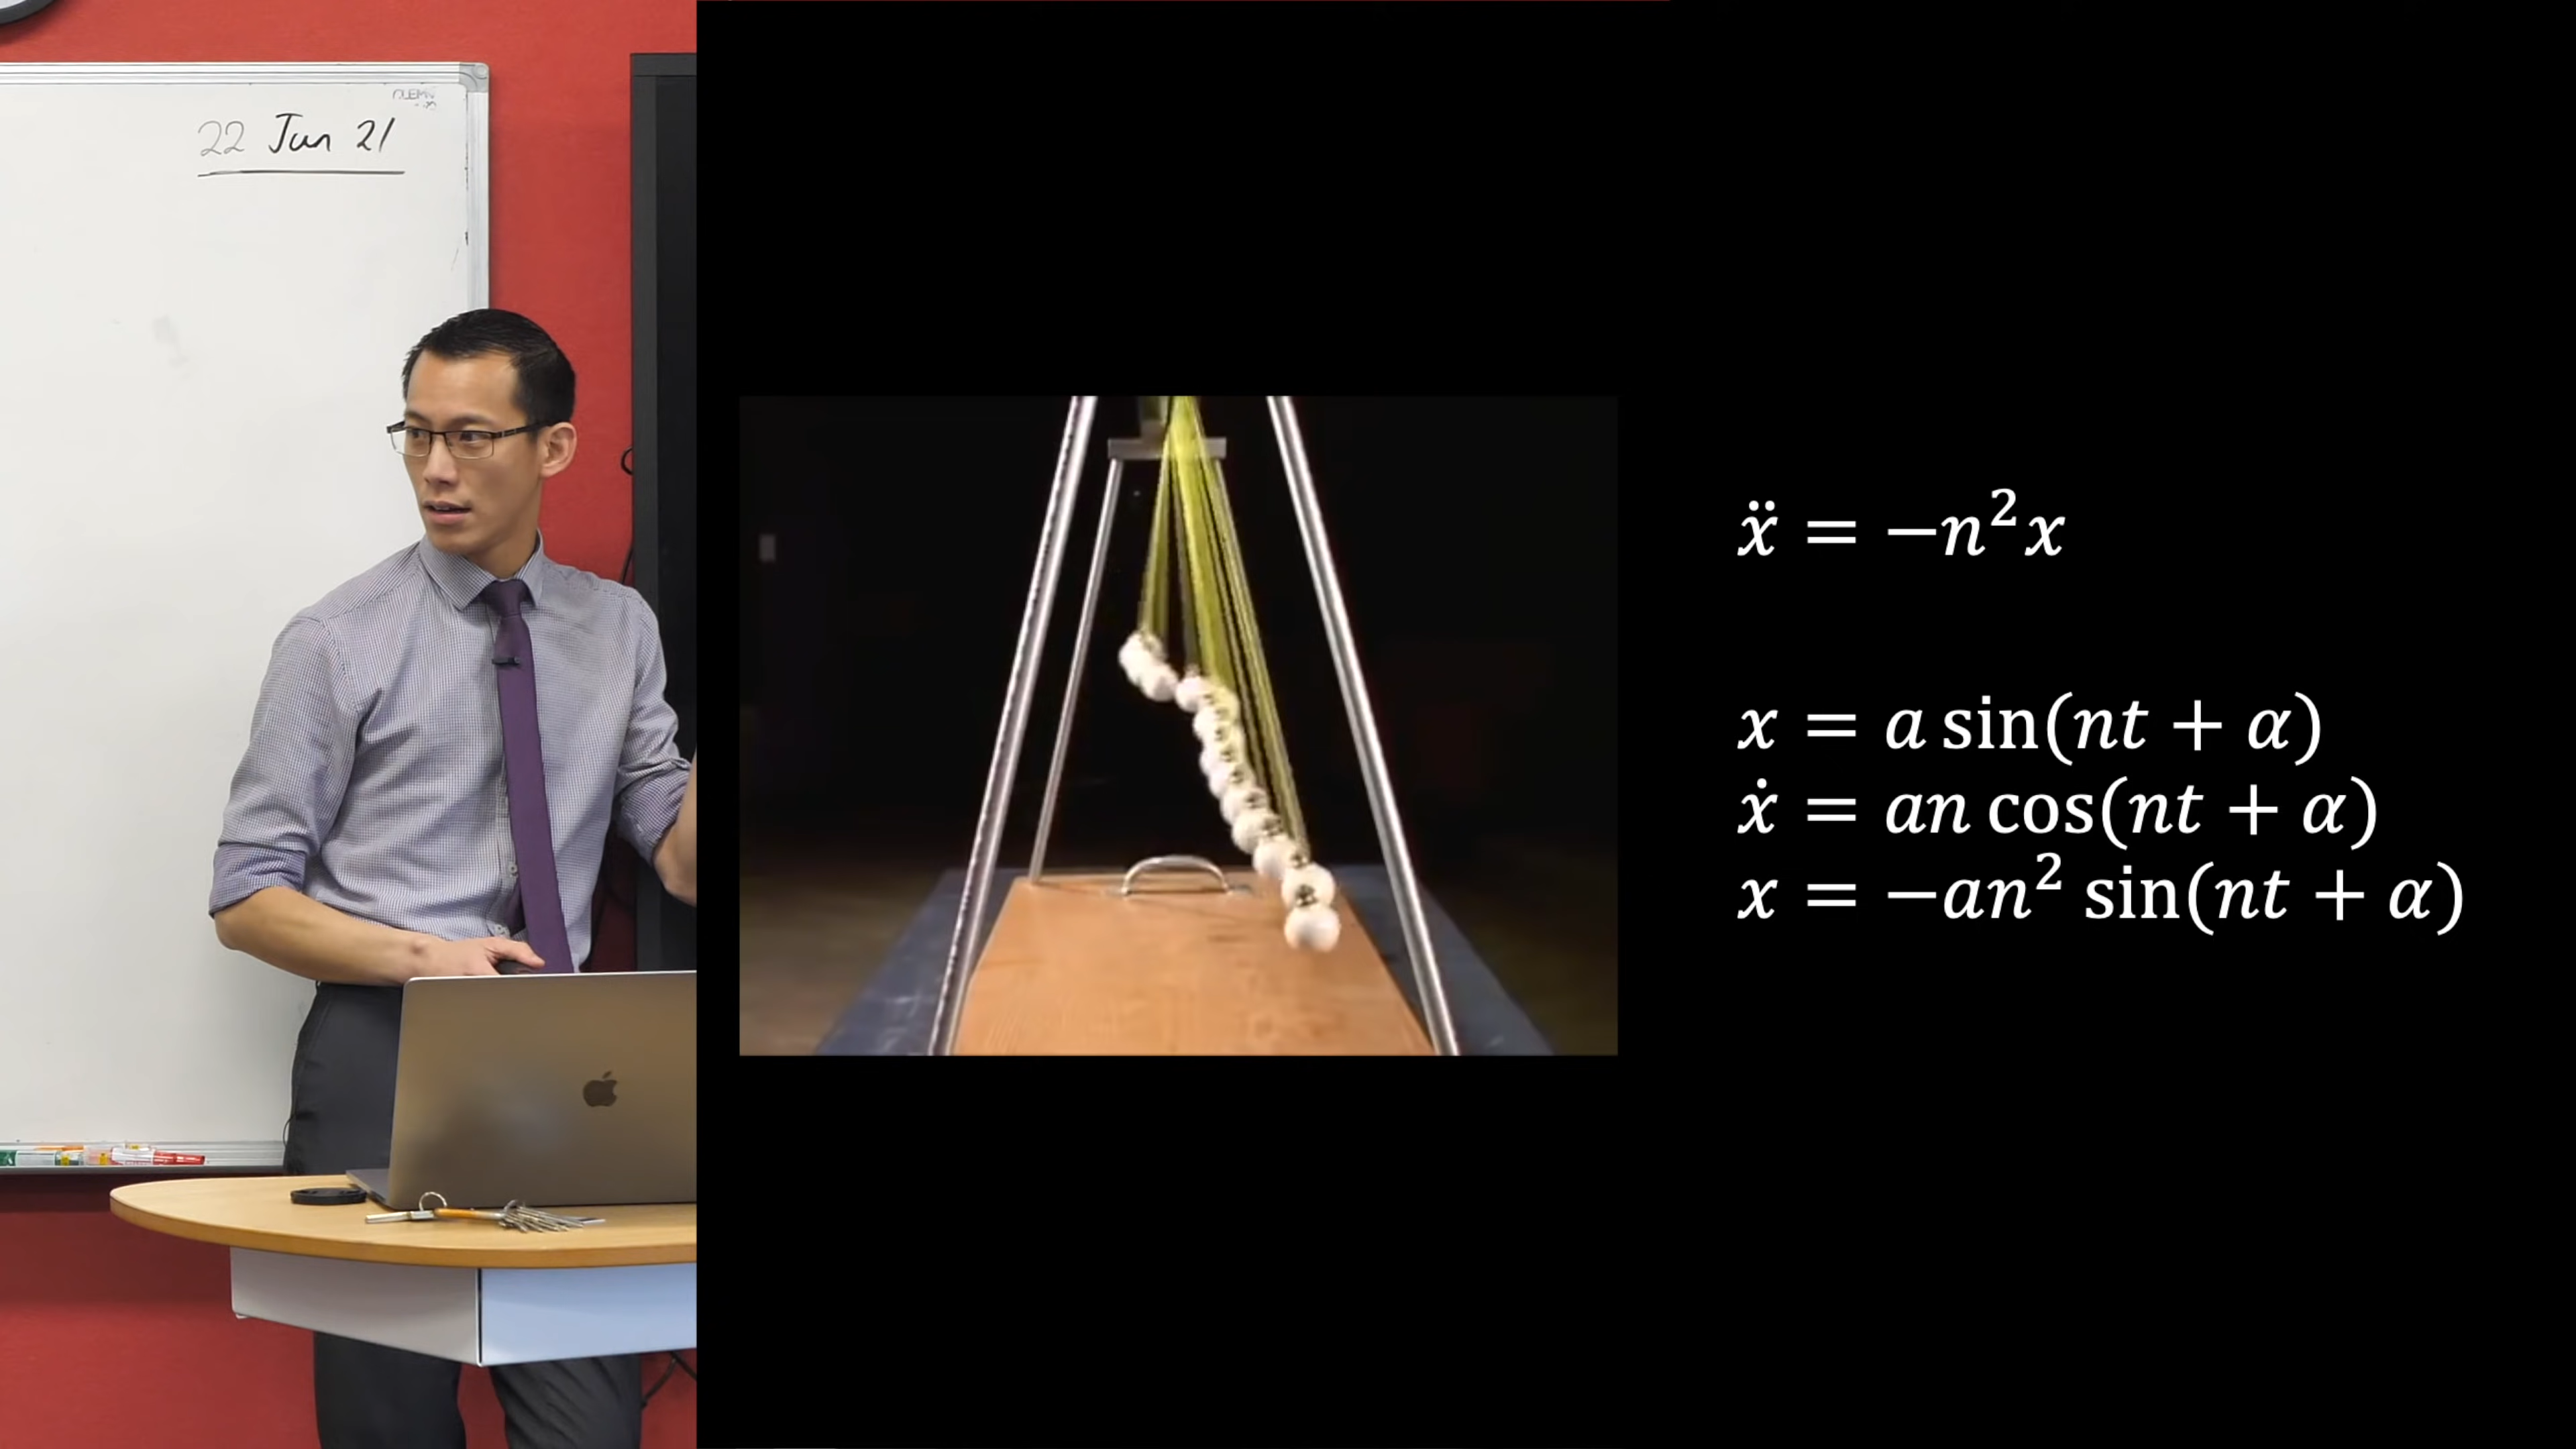 22 Jun 21
ẍ = −n²x
x = a sin(nt + α)
ẋ = an cos(nt + α)
x = −an² sin(nt + α)